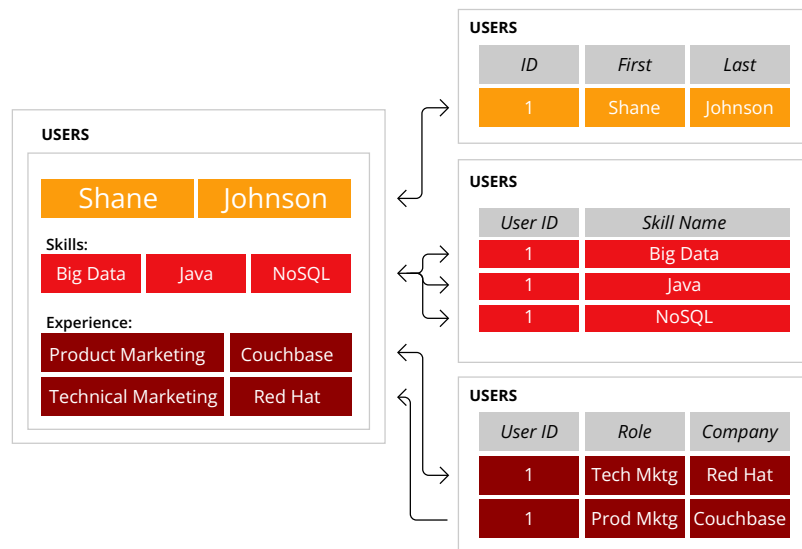 USERS
Shane Johnson
Skills:
Big Data Java NoSQL
Experience:
Product Marketing Couchbase
Technical Marketing Red Hat
USERS
ID First Last
1 Shane Johnson
USERS
User ID Skill Name
1 Big Data
1 Java
1 NoSQL
USERS
User ID Role Company
1 Tech Mktg Red Hat
1 Prod Mktg Couchbase